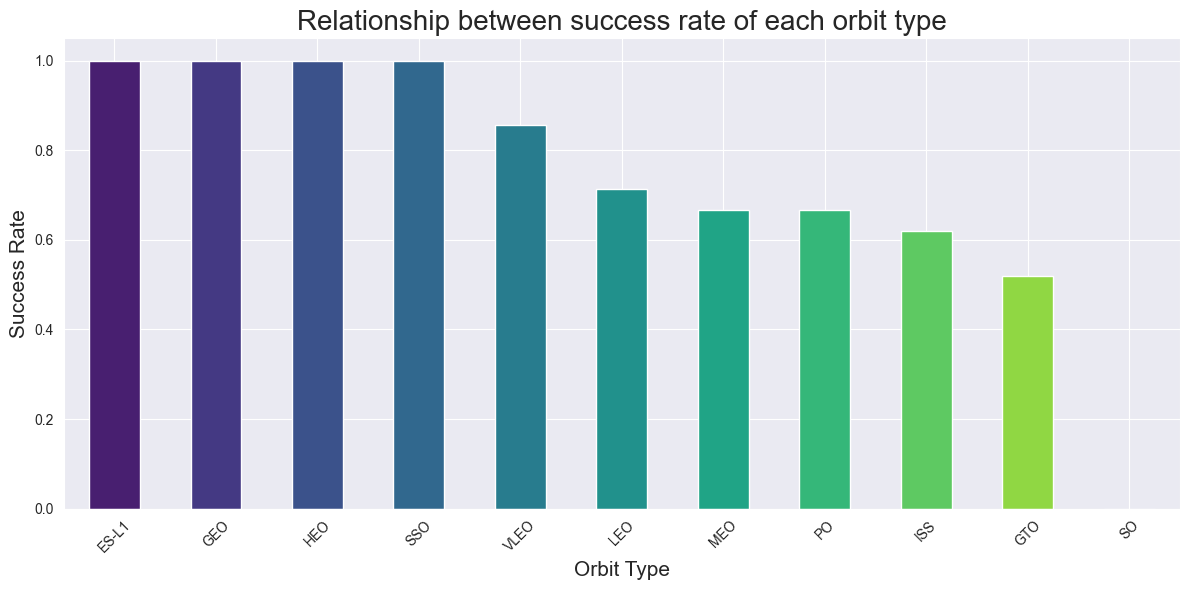 Relationship between success rate of each orbit type
Success Rate
1.0
0.8
0.6
0.4
0.2
0.0
ES-L1
GEO
HEO
SSO
VLEO
LEO
MEO
PO
ISS
GTO
SO
Orbit Type